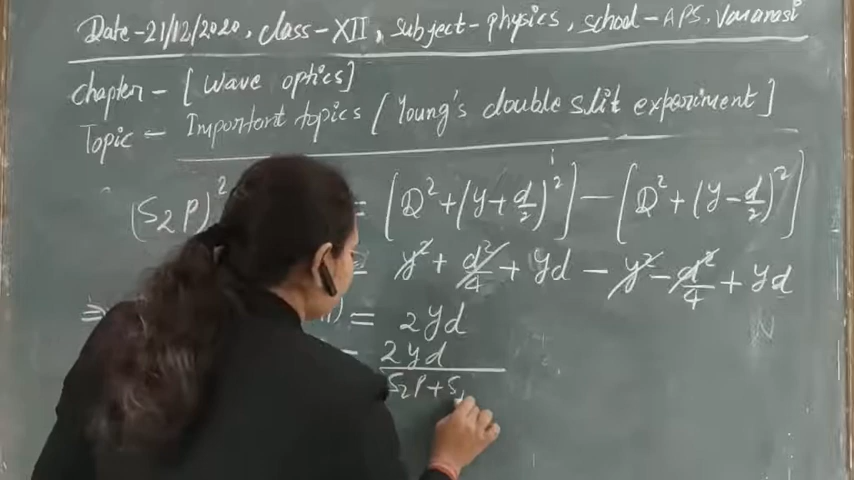 Date-21/12/2020, class-XII, subject-physics, school-APS, Varanasi
chapter - [wave optics]
Topic - Important topics [Young's double slit experiment]
(S₂P)² = [D²+(y+d/2)²] - [D²+(y-d/2)²]
= y² + d²/4 + yd - y² - d²/4 + yd
⇒ = 2yd
= 2yd
S₂P+S₁